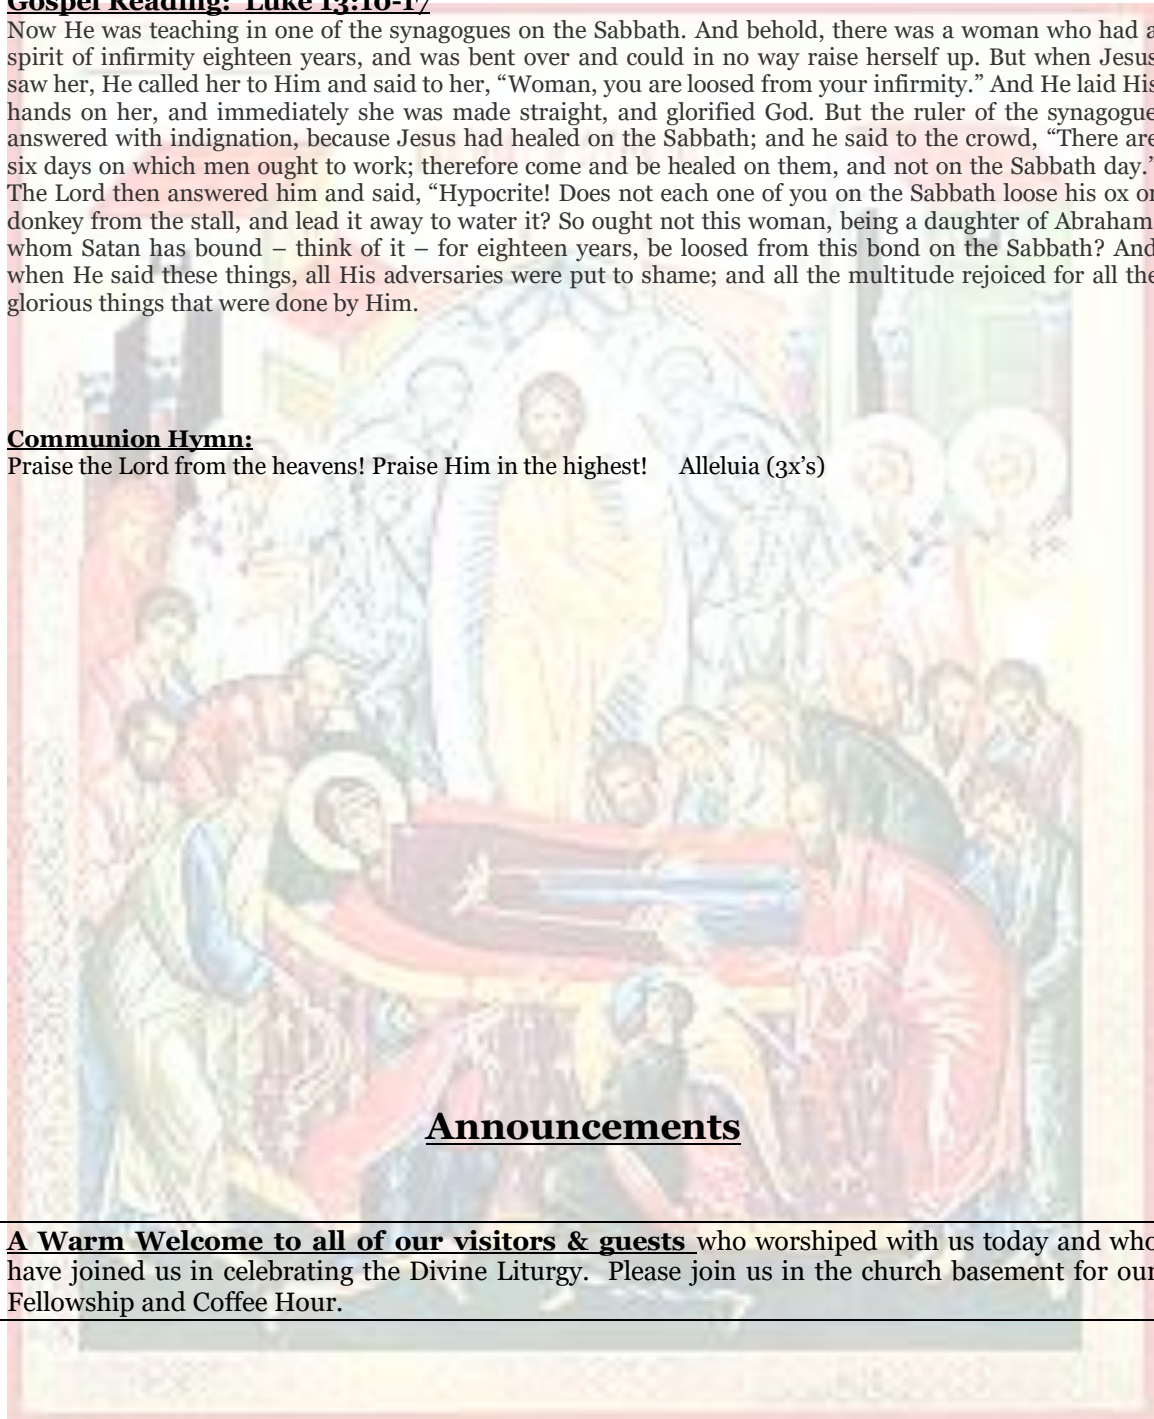 Gospel Reading:  Luke 13:10-17
Now He was teaching in one of the synagogues on the Sabbath. And behold, there was a woman who had a
spirit of infirmity eighteen years, and was bent over and could in no way raise herself up. But when Jesus
saw her, He called her to Him and said to her, “Woman, you are loosed from your infirmity.” And He laid His
hands on her, and immediately she was made straight, and glorified God. But the ruler of the synagogue
answered with indignation, because Jesus had healed on the Sabbath; and he said to the crowd, “There are
six days on which men ought to work; therefore come and be healed on them, and not on the Sabbath day.”
The Lord then answered him and said, “Hypocrite! Does not each one of you on the Sabbath loose his ox or
donkey from the stall, and lead it away to water it? So ought not this woman, being a daughter of Abraham,
whom Satan has bound – think of it – for eighteen years, be loosed from this bond on the Sabbath? And
when He said these things, all His adversaries were put to shame; and all the multitude rejoiced for all the
glorious things that were done by Him.
Communion Hymn:
Praise the Lord from the heavens! Praise Him in the highest!    Alleluia (3x’s)
Announcements
A Warm Welcome to all of our visitors & guests who worshiped with us today and who
have joined us in celebrating the Divine Liturgy.  Please join us in the church basement for our
Fellowship and Coffee Hour.